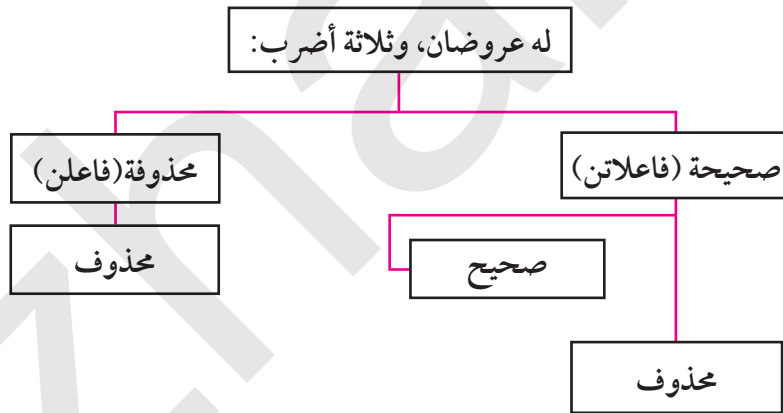 له عروضان، وثلاثة أضرب:
صحيحة (فاعلاتن)
محذوفة(فاعلن)
صحيح
محذوف
محذوف